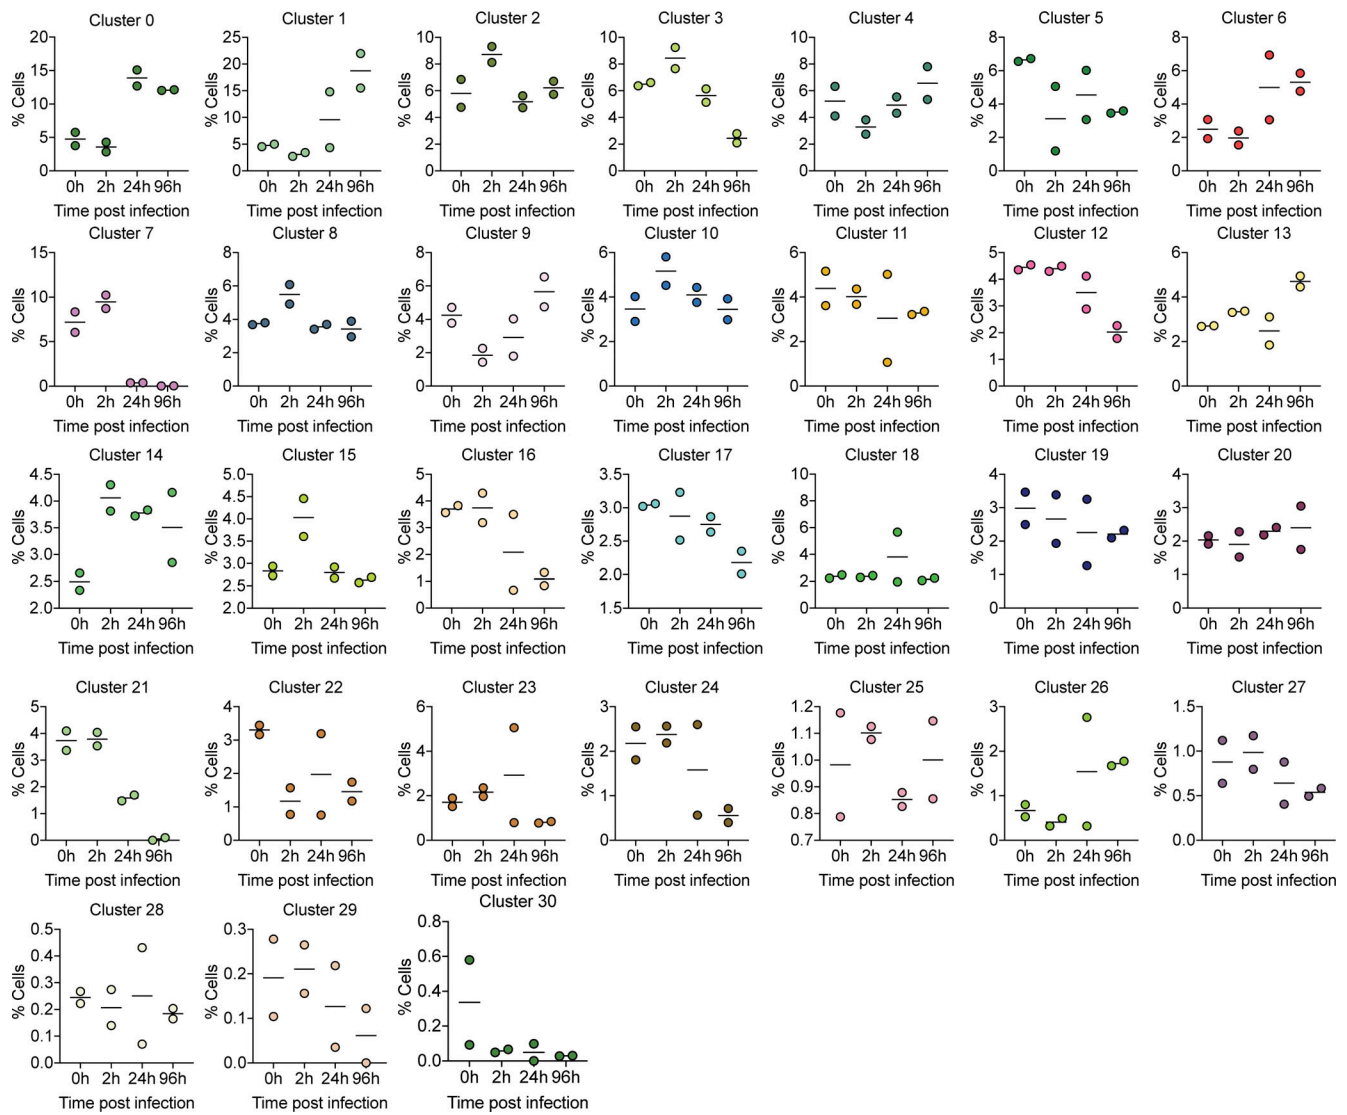 Cluster 0
% Cells
20
15
10
5
0
0h 2h 24h 96h
Time post infection
Cluster 1
% Cells
25
20
15
10
5
0
0h 2h 24h 96h
Time post infection
Cluster 2
% Cells
10
8
6
4
2
0
0h 2h 24h 96h
Time post infection
Cluster 3
% Cells
10
8
6
4
2
0
0h 2h 24h 96h
Time post infection
Cluster 4
% Cells
10
8
6
4
2
0
0h 2h 24h 96h
Time post infection
Cluster 5
% Cells
8
6
4
2
0
0h 2h 24h 96h
Time post infection
Cluster 6
% Cells
8
6
4
2
0
0h 2h 24h 96h
Time post infection
Cluster 7
% Cells
15
10
5
0
0h 2h 24h 96h
Time post infection
Cluster 8
% Cells
8
6
4
2
0
0h 2h 24h 96h
Time post infection
Cluster 9
% Cells
8
6
4
2
0
0h 2h 24h 96h
Time post infection
Cluster 10
% Cells
6
4
2
0
0h 2h 24h 96h
Time post infection
Cluster 11
% Cells
6
4
2
0
0h 2h 24h 96h
Time post infection
Cluster 12
% Cells
5
4
3
2
1
0
0h 2h 24h 96h
Time post infection
Cluster 13
% Cells
6
4
2
0
0h 2h 24h 96h
Time post infection
Cluster 14
% Cells
4.5
4.0
3.5
3.0
2.5
2.0
0h 2h 24h 96h
Time post infection
Cluster 15
% Cells
5.0
4.5
4.0
3.5
3.0
2.5
2.0
0h 2h 24h 96h
Time post infection
Cluster 16
% Cells
5
4
3
2
1
0
0h 2h 24h 96h
Time post infection
Cluster 17
% Cells
3.5
3.0
2.5
2.0
1.5
0h 2h 24h 96h
Time post infection
Cluster 18
% Cells
10
8
6
4
2
0
0h 2h 24h 96h
Time post infection
Cluster 19
% Cells
4
3
2
1
0
0h 2h 24h 96h
Time post infection
Cluster 20
% Cells
4
3
2
1
0
0h 2h 24h 96h
Time post infection
Cluster 21
% Cells
5
4
3
2
1
0
0h 2h 24h 96h
Time post infection
Cluster 22
% Cells
4
3
2
1
0
0h 2h 24h 96h
Time post infection
Cluster 23
% Cells
6
4
2
0
0h 2h 24h 96h
Time post infection
Cluster 24
% Cells
3
2
1
0
0h 2h 24h 96h
Time post infection
Cluster 25
% Cells
1.2
1.1
1.0
0.9
0.8
0.7
0h 2h 24h 96h
Time post infection
Cluster 26
% Cells
3
2
1
0
0h 2h 24h 96h
Time post infection
Cluster 27
% Cells
1.5
1.0
0.5
0.0
0h 2h 24h 96h
Time post infection
Cluster 28
% Cells
0.5
0.4
0.3
0.2
0.1
0.0
0h 2h 24h 96h
Time post infection
Cluster 29
% Cells
0.3
0.2
0.1
0.0
0h 2h 24h 96h
Time post infection
Cluster 30
% Cells
0.8
0.6
0.4
0.2
0.0
0h 2h 24h 96h
Time post infection